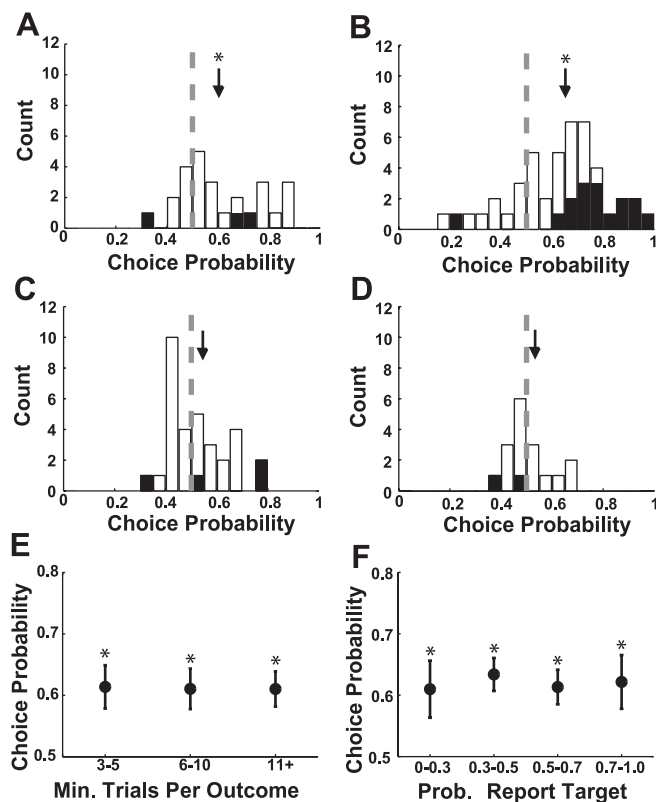 A
B
*
*
12
10
8
6
4
2
0
Count
0
0.2
0.4
0.6
0.8
1
Choice Probability
12
10
8
6
4
2
0
Count
0
0.2
0.4
0.6
0.8
1
Choice Probability
C
D
12
10
8
6
4
2
0
Count
0
0.2
0.4
0.6
0.8
1
Choice Probability
12
10
8
6
4
2
0
Count
0
0.2
0.4
0.6
0.8
1
Choice Probability
E
F
0.8
0.7
0.6
0.5
Choice Probability
* * *
3-5 6-10 11+
Min. Trials Per Outcome
0.8
0.7
0.6
0.5
Choice Probability
* * * *
0-0.3 0.3-0.5 0.5-0.7 0.7-1.0
Prob. Report Target